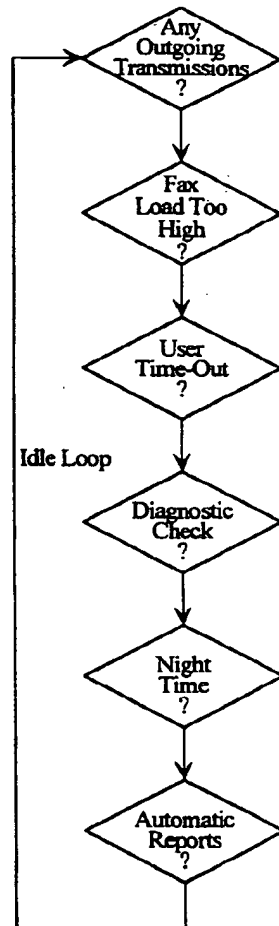 Any
Outgoing
Transmissions
?
Fax
Load Too
High
?
User
Time-Out
?
Idle Loop
Diagnostic
Check
?
Night
Time
?
Automatic
Reports
?